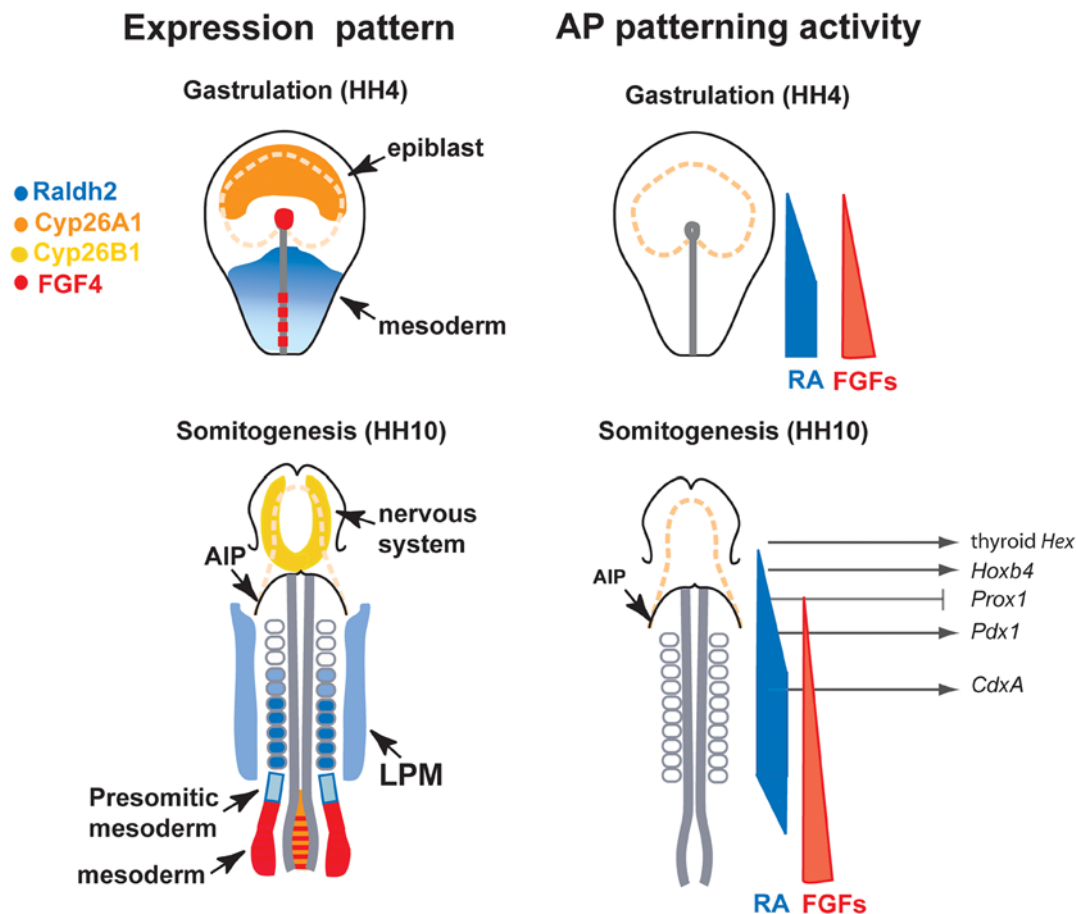 Expression pattern
AP patterning activity
Gastrulation (HH4)
Gastrulation (HH4)
epiblast
Raldh2
Cyp26A1
Cyp26B1
FGF4
mesoderm
RA
FGFs
Somitogenesis (HH10)
Somitogenesis (HH10)
nervous
system
AIP
LPM
Presomitic
mesoderm
mesoderm
AIP
thyroid Hex
Hoxb4
Prox1
Pdx1
CdxA
RA
FGFs